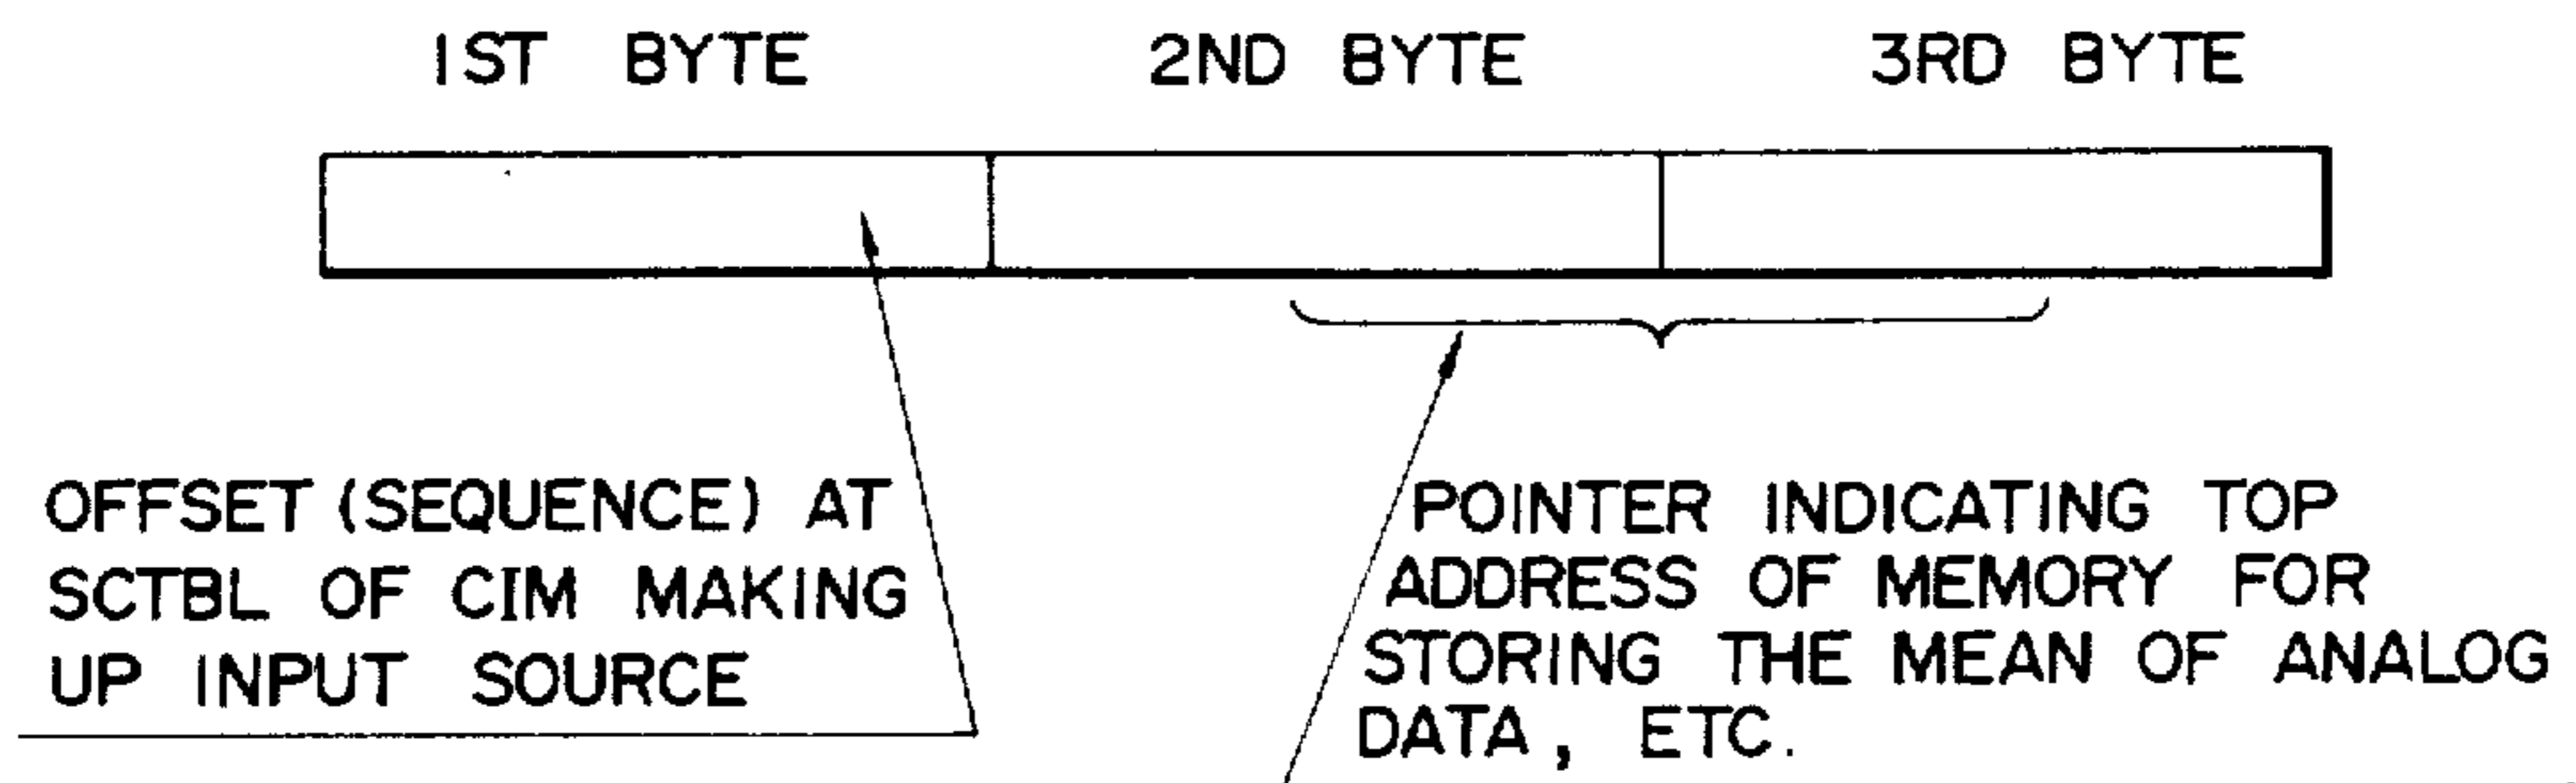 1ST BYTE 2ND BYTE 3RD BYTE
OFFSET (SEQUENCE) AT
SCTBL OF CIM MAKING
UP INPUT SOURCE
POINTER INDICATING TOP
ADDRESS OF MEMORY FOR
STORING THE MEAN OF ANALOG
DATA, ETC.